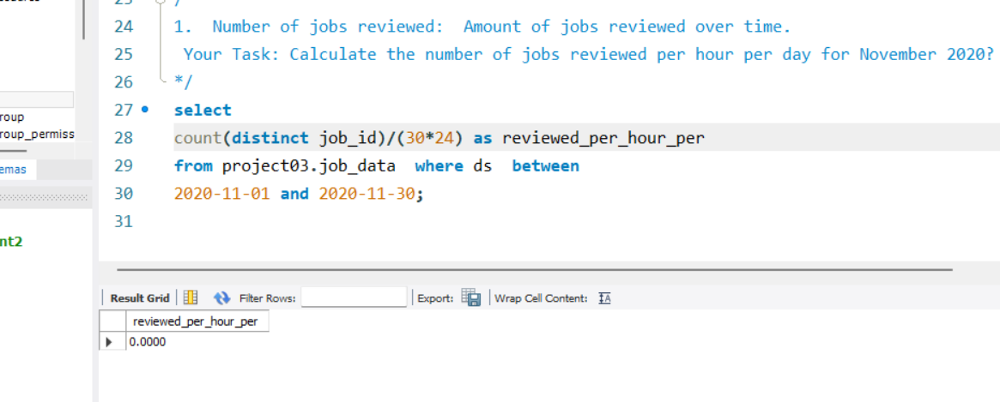 23 /
24 1. Number of jobs reviewed: Amount of jobs reviewed over time.
25 Your Task: Calculate the number of jobs reviewed per hour per day for November 2020?
26 */
roup
27 select
roup_permiss
28 count(distinct job_id)/(30*24) as reviewed_per_hour_per
emas
29 from project03.job_data where ds between
30 2020-11-01 and 2020-11-30;
31
nt2
Result Grid Filter Rows: Export: Wrap Cell Content: IA
reviewed_per_hour_per
0.0000